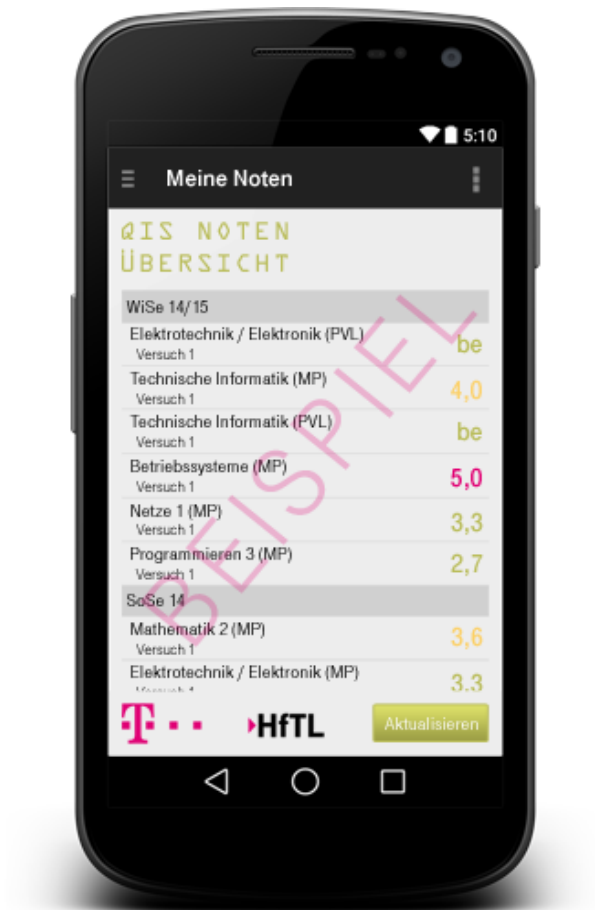 5:10
Meine Noten
QIS NOTEN
ÜBERSICHT
WiSe 14/15
Elektrotechnik / Elektronik (PVL)
Versuch 1
be
Technische Informatik (MP)
Versuch 1
4,0
Technische Informatik (PVL)
Versuch 1
be
Betriebssysteme (MP)
Versuch 1
5,0
Netze 1 (MP)
Versuch 1
3,3
Programmieren 3 (MP)
Versuch 1
2,7
SoSe 14
Mathematik 2 (MP)
Versuch 1
3,6
Elektrotechnik / Elektronik (MP)
Versuch 1
3,3
BEISPIEL
T
HfTL
Aktualisieren